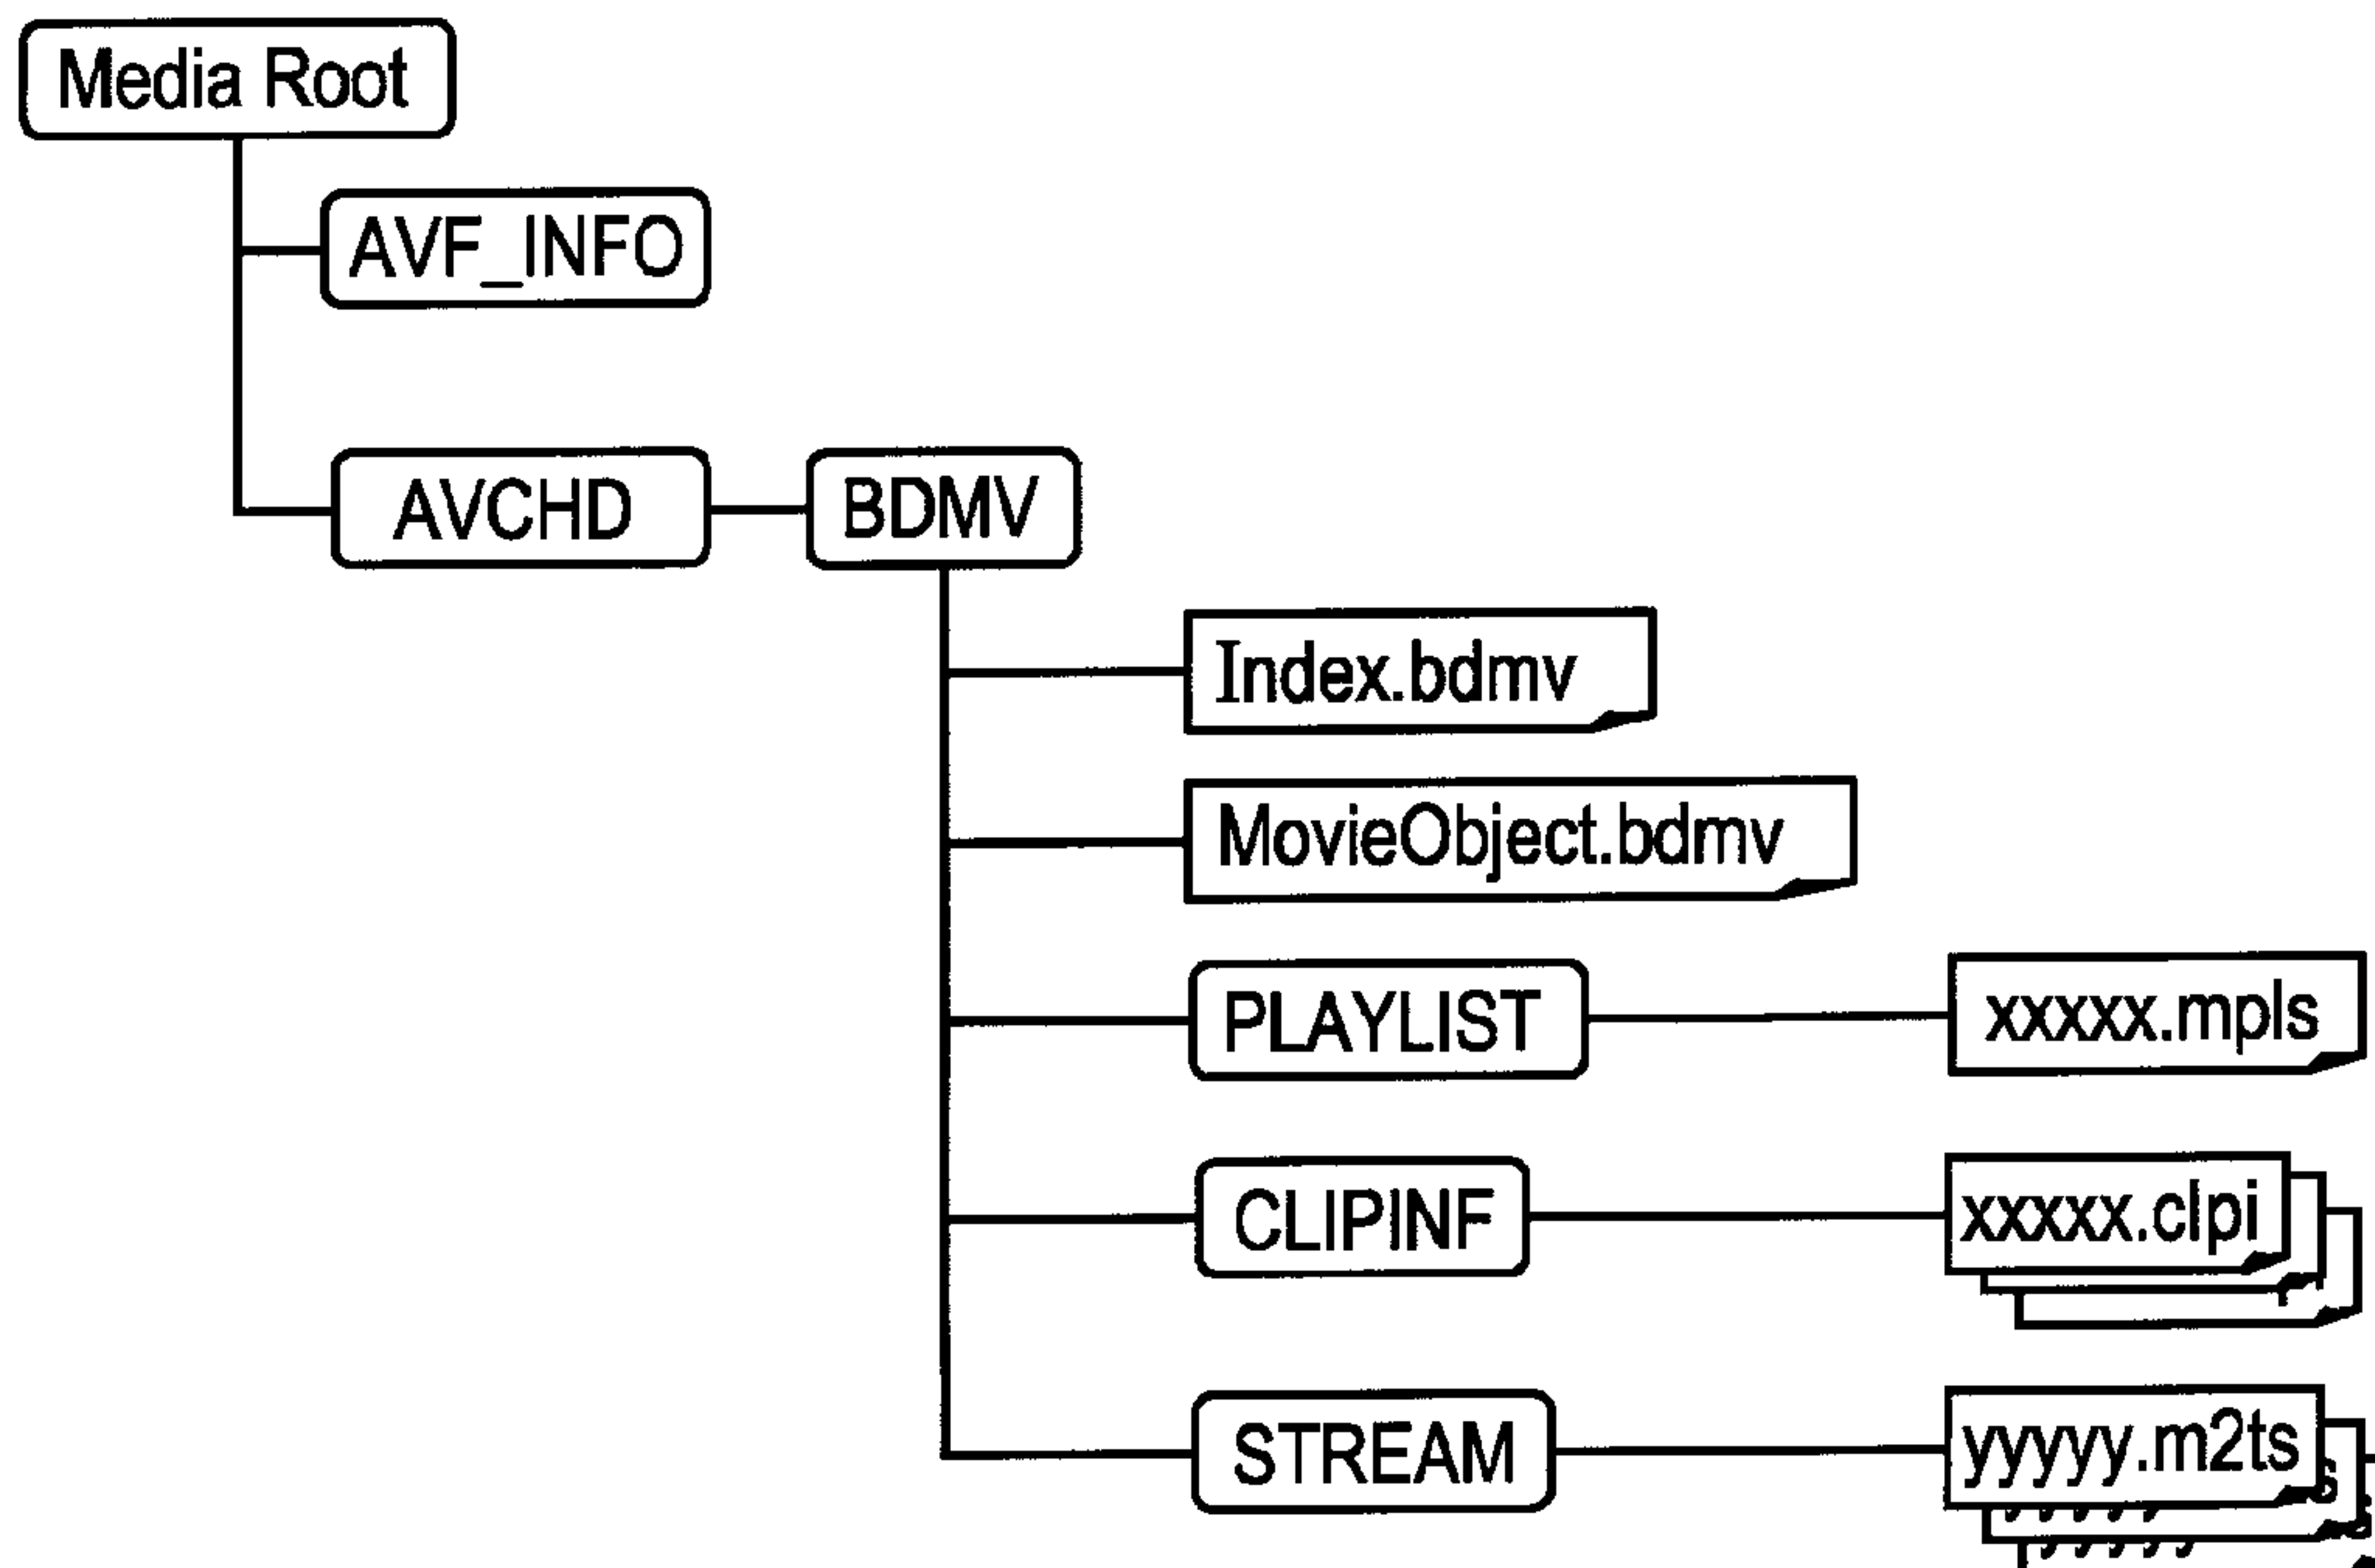 Media Root
AVF_INFO
AVCHD
BDMV
Index.bdmv
MovieObject.bdmv
PLAYLIST
xxxxx.mpls
CLIPINF
xxxxx.clpi
STREAM
yyyyy.m2ts